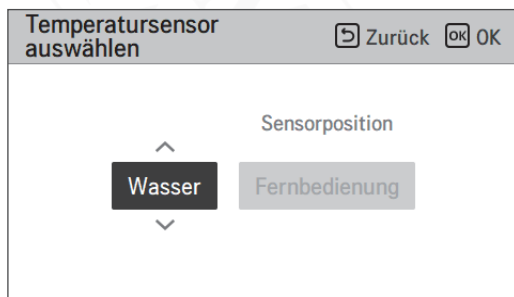 Temperatursensor
auswählen
Zurück
OK OK
Sensorposition
Wasser
Fernbedienung